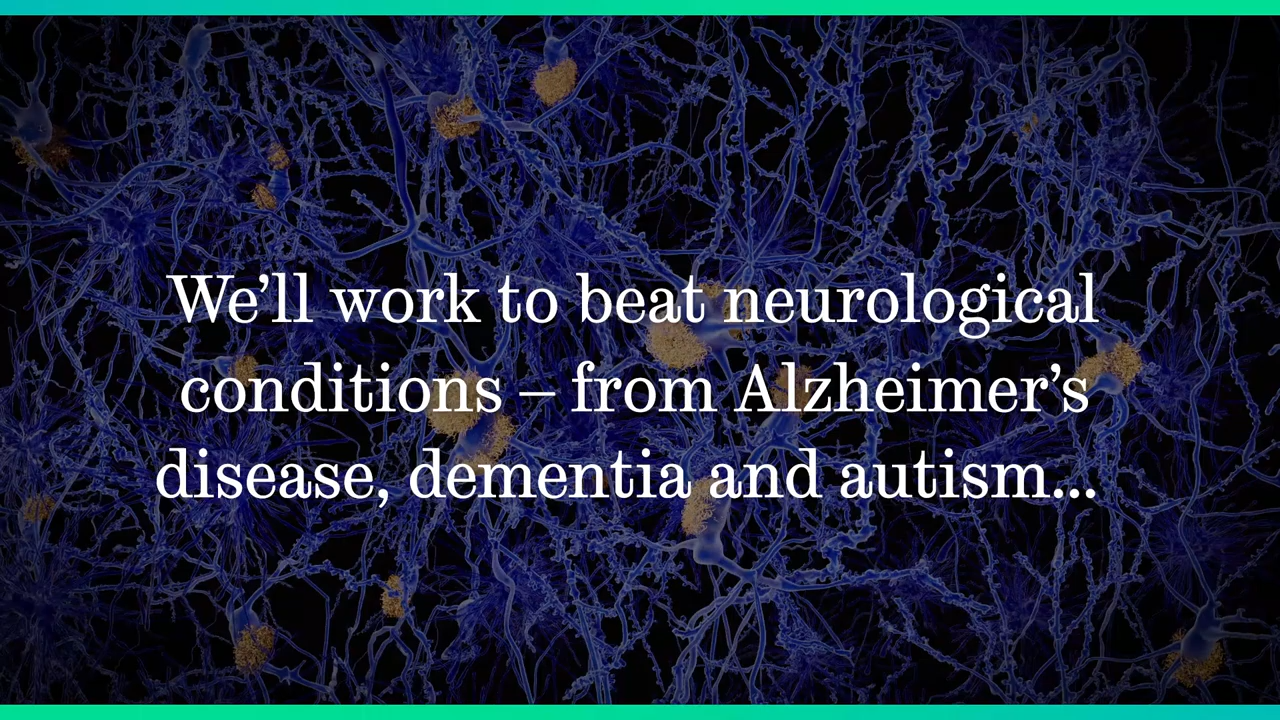 We’ll work to beat neurological
conditions – from Alzheimer’s
disease, dementia and autism...